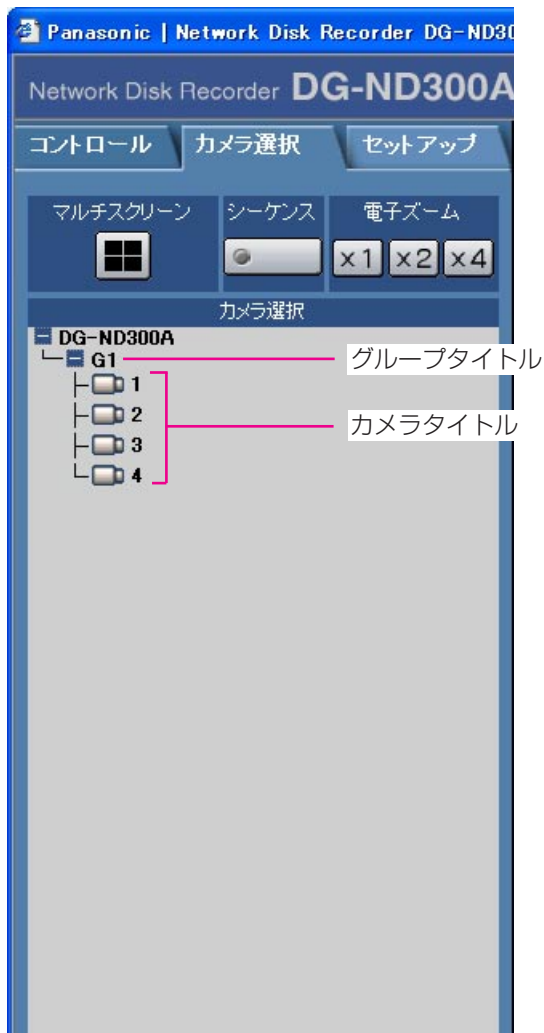 Panasonic | Network Disk Recorder DG-ND30
Network Disk Recorder DG-ND300A
コントロール カメラ選択 セットアップ
マルチスクリーン シーケンス 電子ズーム
x1 x2 x4
カメラ選択
DG-ND300A
G1 グループタイトル
1
カメラタイトル
2
3
4